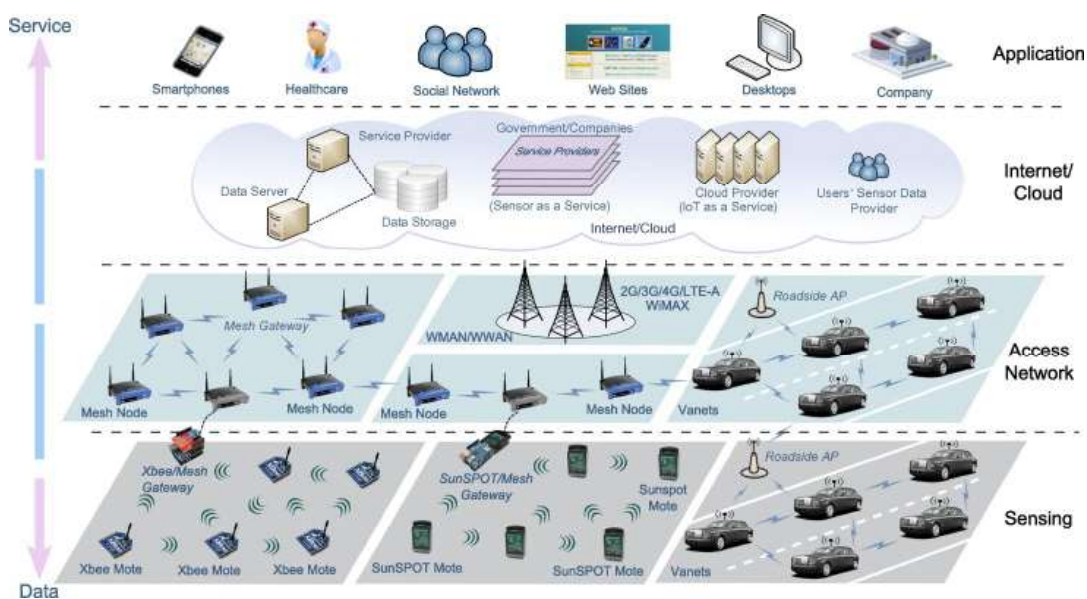 Service
Smartphones
Healthcare
Social Network
Web Sites
Desktops
Company
Application
Service Provider
Data Server
Data Storage
Government/Companies
Service Providers
(Sensor as a Service)
Internet/Cloud
Cloud Provider
(IoT as a Service)
Users' Sensor Data
Provider
Internet/
Cloud
Mesh Gateway
Mesh Node
Mesh Node
2G/3G/4G/LTE-A
WiMAX
WMAN/WWAN
Mesh Node
Mesh Node
Roadside AP
Vanets
Access
Network
Xbee/Mesh
Gateway
Xbee Mote
Xbee Mote
Xbee Mote
SunSPOT/Mesh
Gateway
Sunspot
Mote
SunSPOT Mote
SunSPOT Mote
Roadside AP
Vanets
Sensing
Data